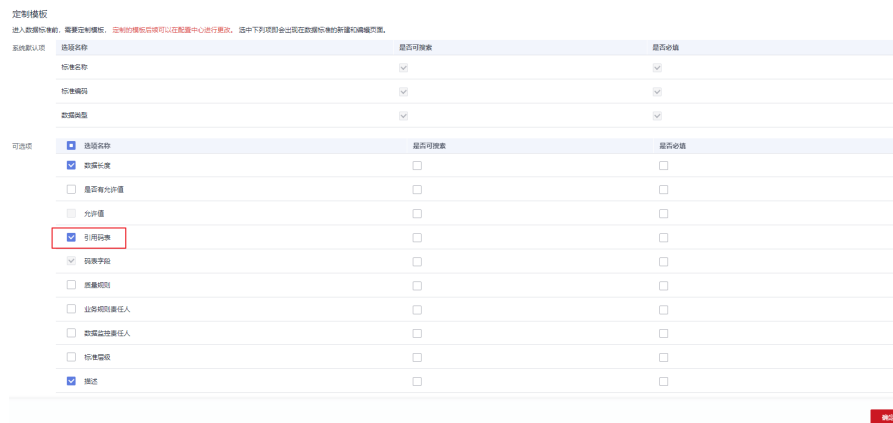 定制模板
进入数据标准前，需要定制模板， 定制的模板后续可以在配置中心进行更改。 选中下列项即会出现在数据标准的新建和编辑页面。
系统默认项 选项名称 是否可搜索 是否必填
标准名称
标准编码
数据类型
可选项 选项名称 是否可搜索 是否必填
数据长度
是否有允许值
允许值
引用码表
码表字段
质量规则
业务规则责任人
数据监控责任人
标准层级
描述
确定